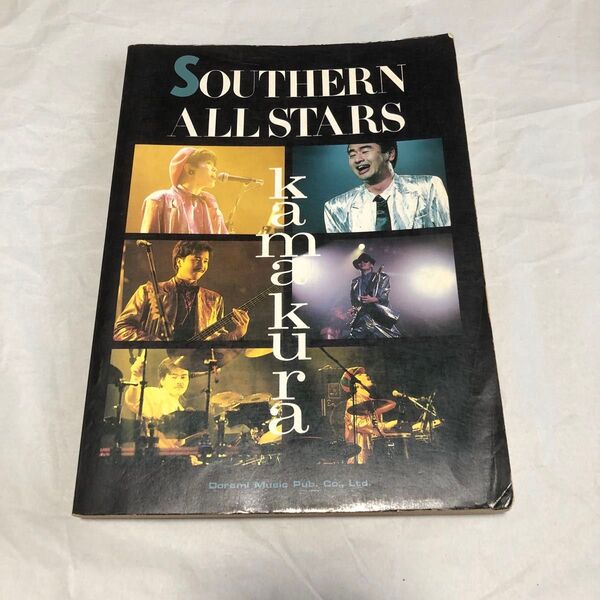 SOUTHERN
ALL STARS
kamakura
Doremi Music Pub. Co., Ltd.